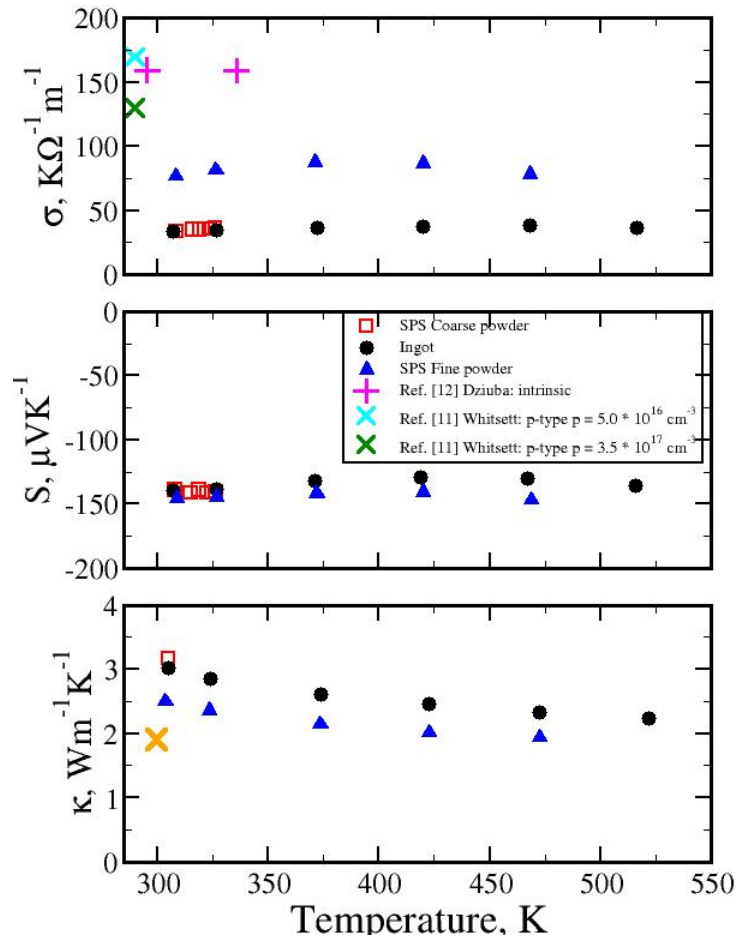 200
150
100
50
0
σ, KΩ⁻¹ m⁻¹
0
-50
-100
-150
-200
S, μVK⁻¹
SPS Coarse powder
Ingot
SPS Fine powder
Ref. [12] Dziuba: intrinsic
Ref. [11] Whitsett: p-type p = 5.0 * 10¹⁶ cm⁻³
Ref. [11] Whitsett: p-type p = 3.5 * 10¹⁷ cm⁻³
4
3
2
1
0
κ, Wm⁻¹K⁻¹
300 350 400 450 500 550
Temperature, K